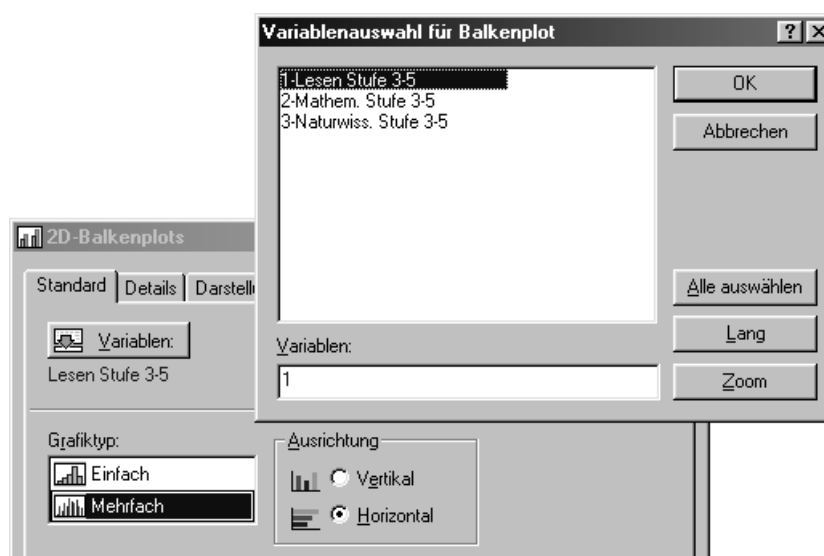 Variablenauswahl für Balkenplot
1-Lesen Stufe 3-5
2-Mathem. Stufe 3-5
3-Naturwiss. Stufe 3-5
OK
Abbrechen
Alle auswählen
Lang
Zoom
Variablen:
1
2D-Balkenplots
Standard Details Darstell
Variablen:
Lesen Stufe 3-5
Grafiktyp:
Einfach
Mehrfach
Ausrichtung
Vertikal
Horizontal